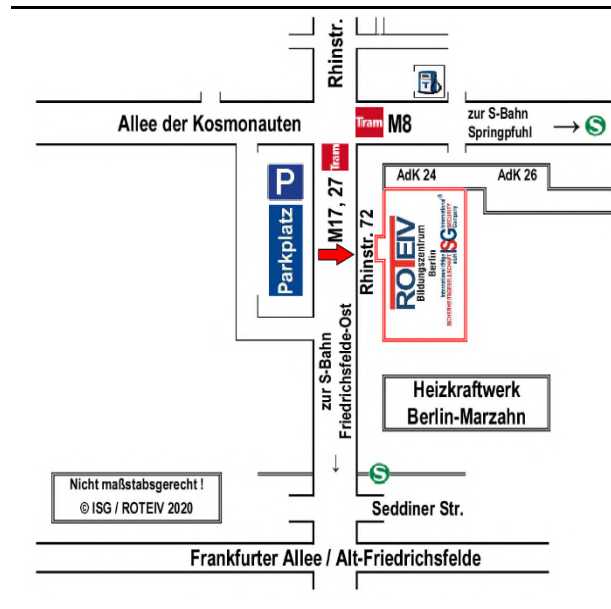 Rhinstr.
T
Allee der Kosmonauten
Tram M8
zur S-Bahn
Springpfuhl
→ S
Tram
M17, 27
P
Parkplatz
AdK 24
AdK 26
Rhinstr. 72
ROTEIV
Bildungszentrum
Berlin
ISG
zur S-Bahn
Friedrichsfelde-Ost
←
Heizkraftwerk
Berlin-Marzahn
S
Nicht maßstabsgerecht !
© ISG / ROTEIV 2020
Seddiner Str.
Frankfurter Allee / Alt-Friedrichsfelde